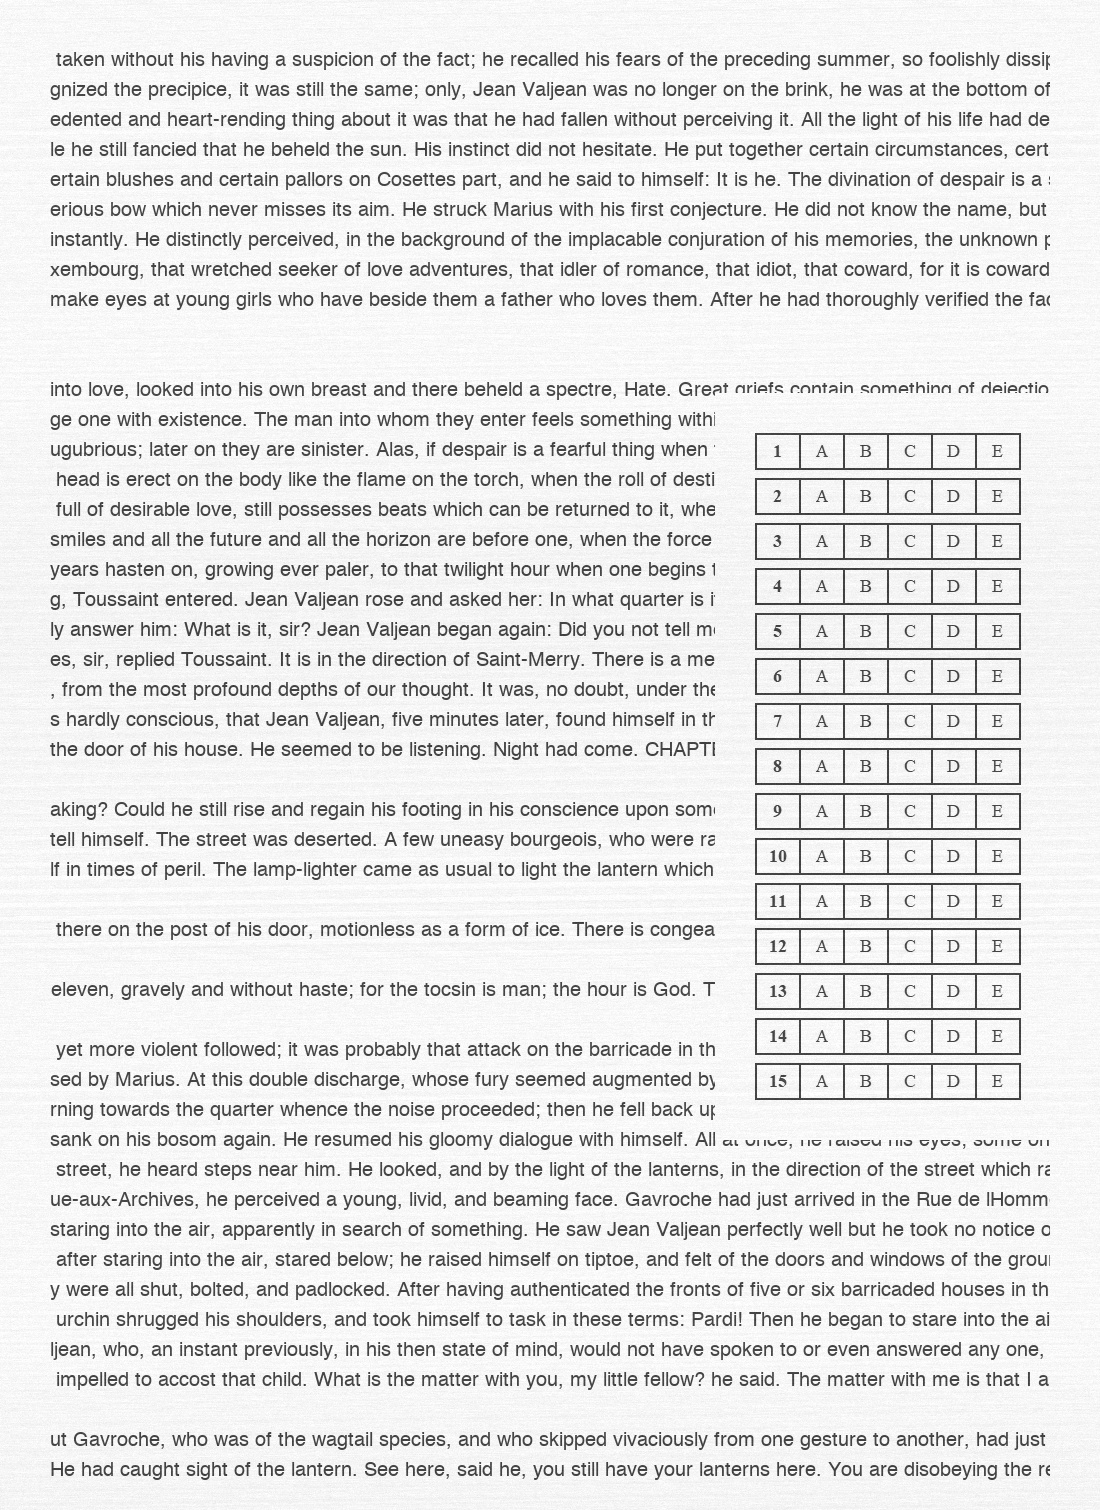 taken without his having a suspicion of the fact; he recalled his fears of the preceding summer, so foolishly
gnized the precipice, it was still the same; only, Jean Valjean was no longer on the brink, he was at the bottom of
edented and heart-rending thing about it was that he had fallen without perceiving it. All the light of his life had de
le he still fancied that he beheld the sun. His instinct did not hesitate. He put together certain circumstances, cert
ertain blushes and certain pallors on Cosettes part, and he said to himself: It is he. The divination of despair is a
erious bow which never misses its aim. He struck Marius with his first conjecture. He did not know the name, but
instantly. He distinctly perceived, in the background of the implacable conjuration of his memories, the unknown
xembourg, that wretched seeker of love adventures, that idler of romance, that idiot, that coward, for it is coward
make eyes at young girls who have beside them a father who loves them. After he had thoroughly verified the
into love, looked into his own breast and there beheld a spectre, Hate. Great griefs contain something of dejectio
ge one with existence. The man into whom they enter feels something withi
ugubrious; later on they are sinister. Alas, if despair is a fearful thing when
head is erect on the body like the flame on the torch, when the roll of desti
full of desirable love, still possesses beats which can be returned to it, whe
smiles and all the future and all the horizon are before one, when the force
years hasten on, growing ever paler, to that twilight hour when one begins
g, Toussaint entered. Jean Valjean rose and asked her: In what quarter is
ly answer him: What is it, sir? Jean Valjean began again: Did you not tell
es, sir, replied Toussaint. It is in the direction of Saint-Merry. There is a me
, from the most profound depths of our thought. It was, no doubt, under the
s hardly conscious, that Jean Valjean, five minutes later, found himself in th
the door of his house. He seemed to be listening. Night had come.
aking? Could he still rise and regain his footing in his conscience upon
tell himself. The street was deserted. A few uneasy bourgeois, who were ra
lf in times of peril. The lamp-lighter came as usual to light the lantern which
there on the post of his door, motionless as a form of ice. There is congea
eleven, gravely and without haste; for the tocsin is man; the hour is God. T
yet more violent followed; it was probably that attack on the barricade in th
sed by Marius. At this double discharge, whose fury seemed augmented by
rning towards the quarter whence the noise proceeded; then he fell back
sank on his bosom again. He resumed his gloomy dialogue with himself. All at once, he raised his eyes; some on
street, he heard steps near him. He looked, and by the light of the lanterns, in the direction of the street which ra
ue-aux-Archives, he perceived a young, livid, and beaming face. Gavroche had just arrived in the Rue de lHomm
staring into the air, apparently in search of something. He saw Jean Valjean perfectly well but he took no notice
after staring into the air, stared below; he raised himself on tiptoe, and felt of the doors and windows of the
y were all shut, bolted, and padlocked. After having authenticated the fronts of five or six barricaded houses in th
urchin shrugged his shoulders, and took himself to task in these terms: Pardi! Then he began to stare into the ai
ljean, who, an instant previously, in his then state of mind, would not have spoken to or even answered any one,
impelled to accost that child. What is the matter with you, my little fellow? he said. The matter with me is that I a
ut Gavroche, who was of the wagtail species, and who skipped vivaciously from one gesture to another, had just
He had caught sight of the lantern. See here, said he, you still have your lanterns here. You are disobeying the
1 A B C D E
2 A B C D E
3 A B C D E
4 A B C D E
5 A B C D E
6 A B C D E
7 A B C D E
8 A B C D E
9 A B C D E
10 A B C D E
11 A B C D E
12 A B C D E
13 A B C D E
14 A B C D E
15 A B C D E